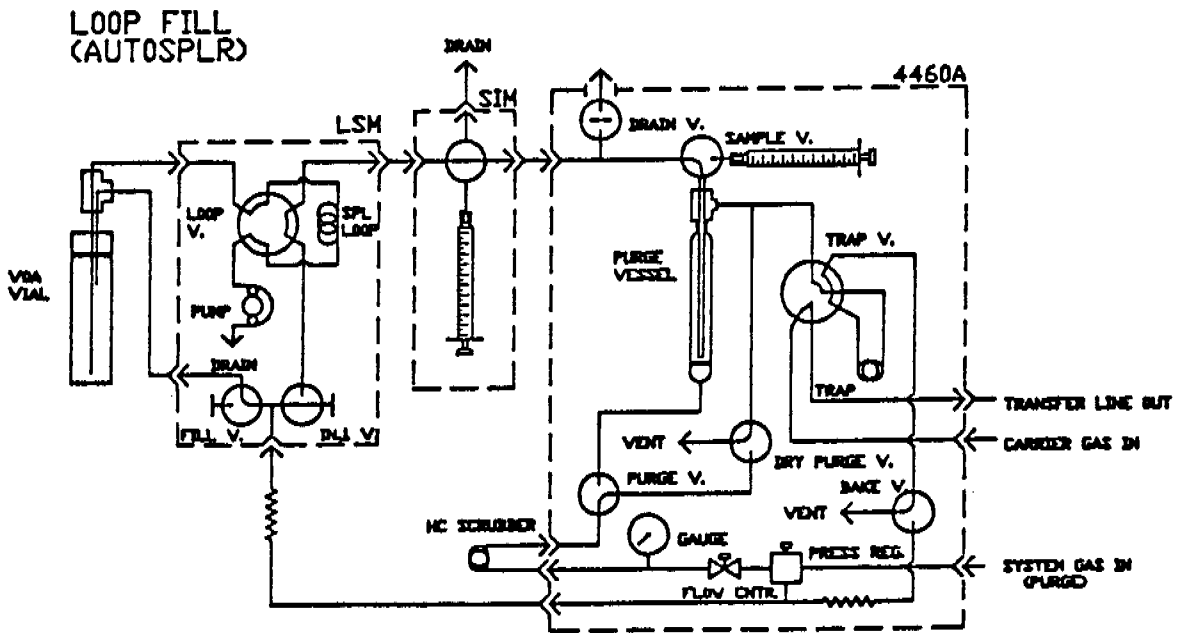 LOOP FILL
(AUTOSPLR)
DRAIN
4460A
SIM
LSM
DRAIN V.
SAMPLE V.
LOOP
V.
SPL
LOOP
VOA
VIAL
PURGE
VESSEL
TRAP V.
PUMP
DRAIN
TRAP
TRANSFER LINE OUT
FILL V.
INJ V.
VENT
CARRIER GAS IN
DRY PURGE V.
PURGE V.
BAKE V.
VENT
HC SCRUBBER
GAUGE
PRESS REG.
SYSTEM GAS IN
(PURGE)
FLOW CNTR.